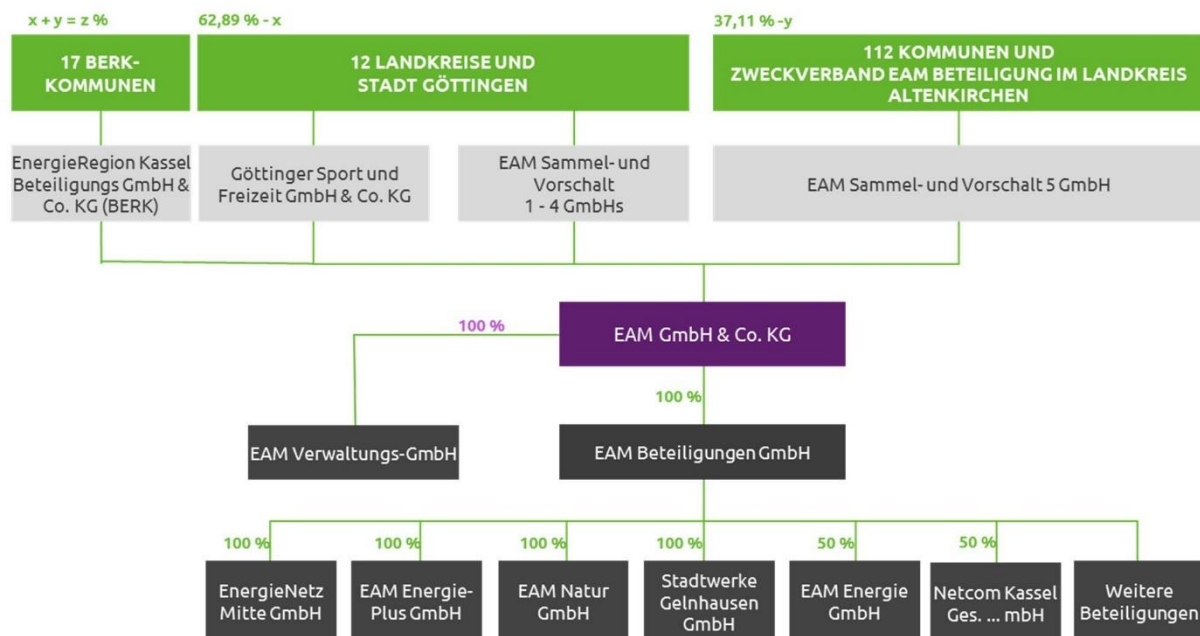 x + y = z %
62,89 % - x
37,11 % -y
17 BERK-
KOMMUNEN
12 LANDKREISE UND
STADT GÖTTINGEN
112 KOMMUNEN UND
ZWECKVERBAND EAM BETEILIGUNG IM LANDKREIS
ALTENKIRCHEN
EnergieRegion Kassel
Beteiligungs GmbH &
Co. KG (BERK)
Göttinger Sport und
Freizeit GmbH & Co. KG
EAM Sammel- und
Vorschalt
1 - 4 GmbHs
EAM Sammel- und Vorschalt 5 GmbH
100 %
EAM GmbH & Co. KG
100 %
EAM Verwaltungs-GmbH
EAM Beteiligungen GmbH
100 %
100 %
100 %
100 %
50 %
50 %
EnergieNetz
Mitte GmbH
EAM Energie-
Plus GmbH
EAM Natur
GmbH
Stadtwerke
Gelnhausen
GmbH
EAM Energie
GmbH
Netcom Kassel
Ges. ... mbH
Weitere
Beteiligungen